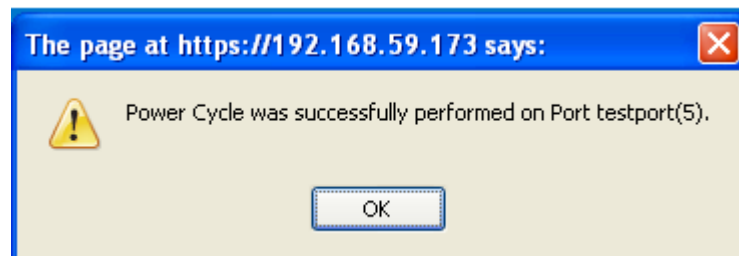 The page at https://192.168.59.173 says:
Power Cycle was successfully performed on Port testport(5).
OK